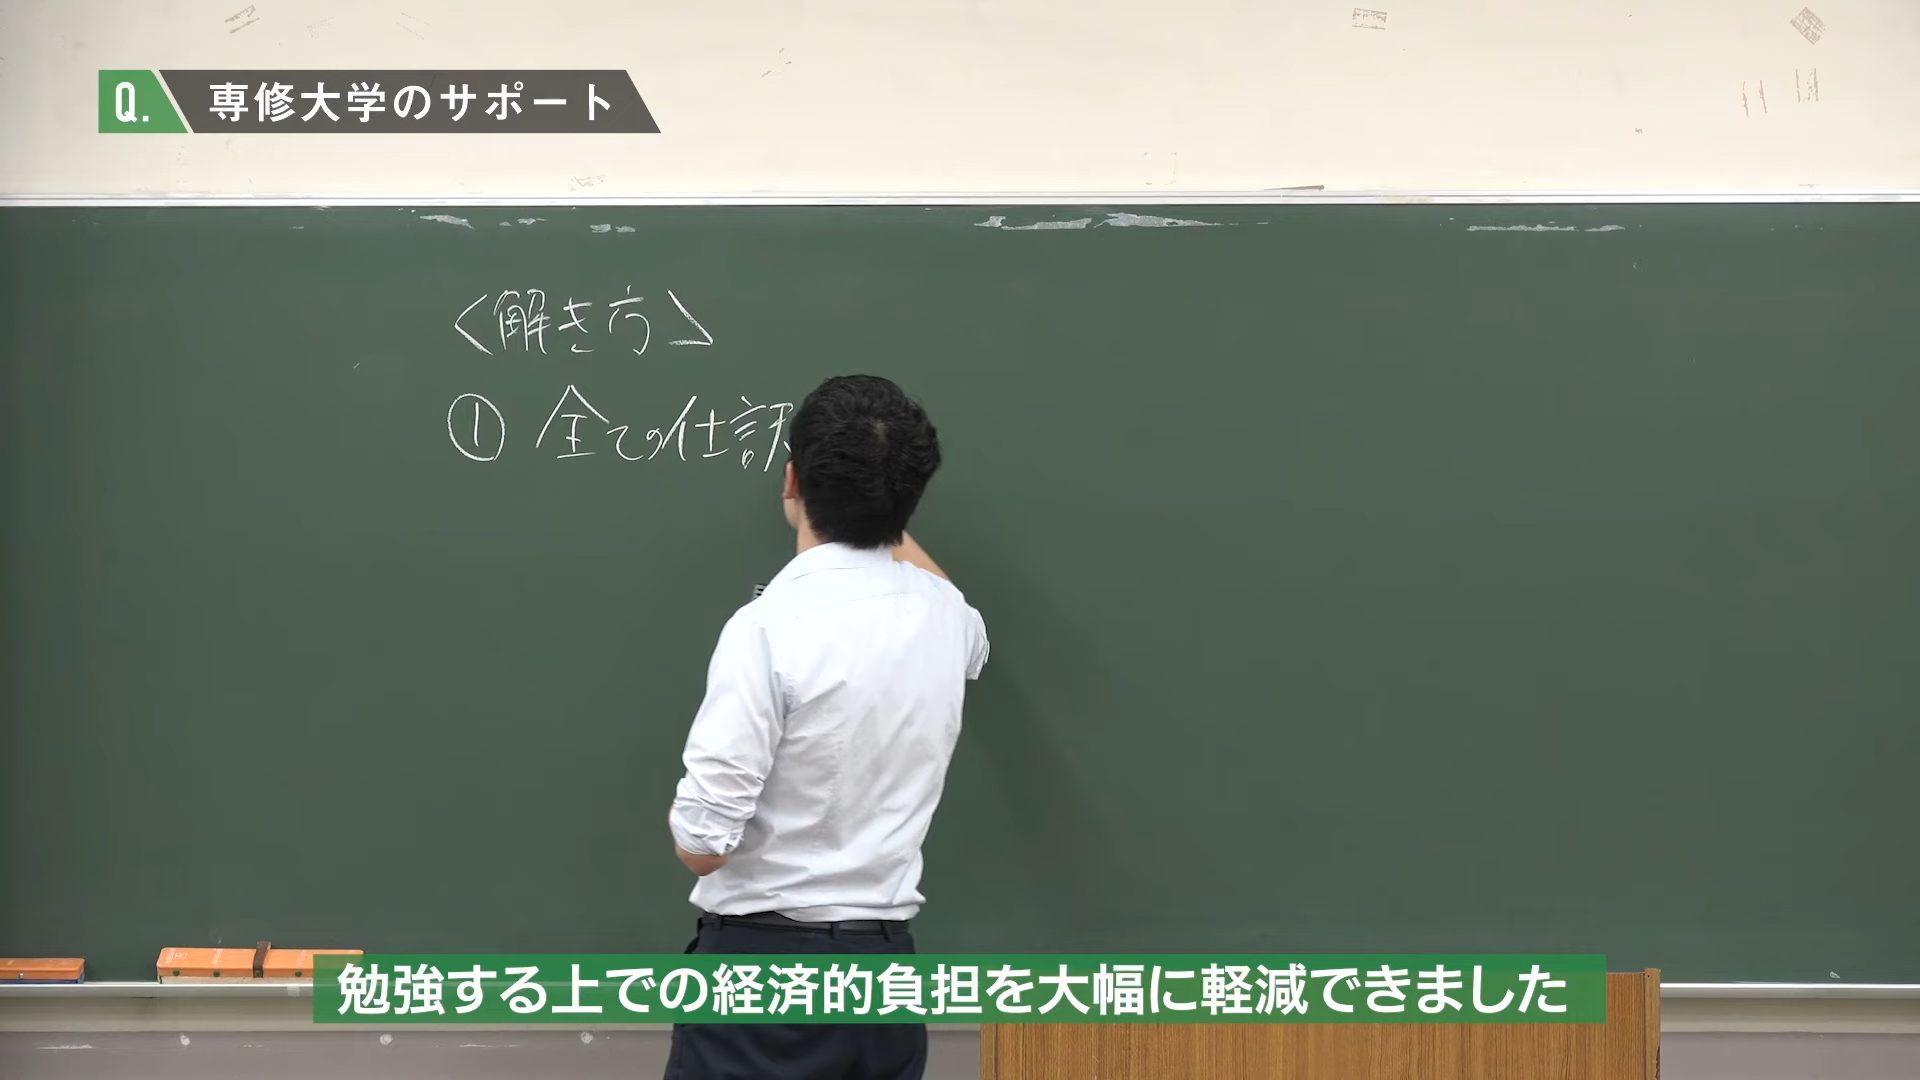 Q. 専修大学のサポート
<解き方>
① 全ての仕訳
勉強する上での経済的負担を大幅に軽減できました